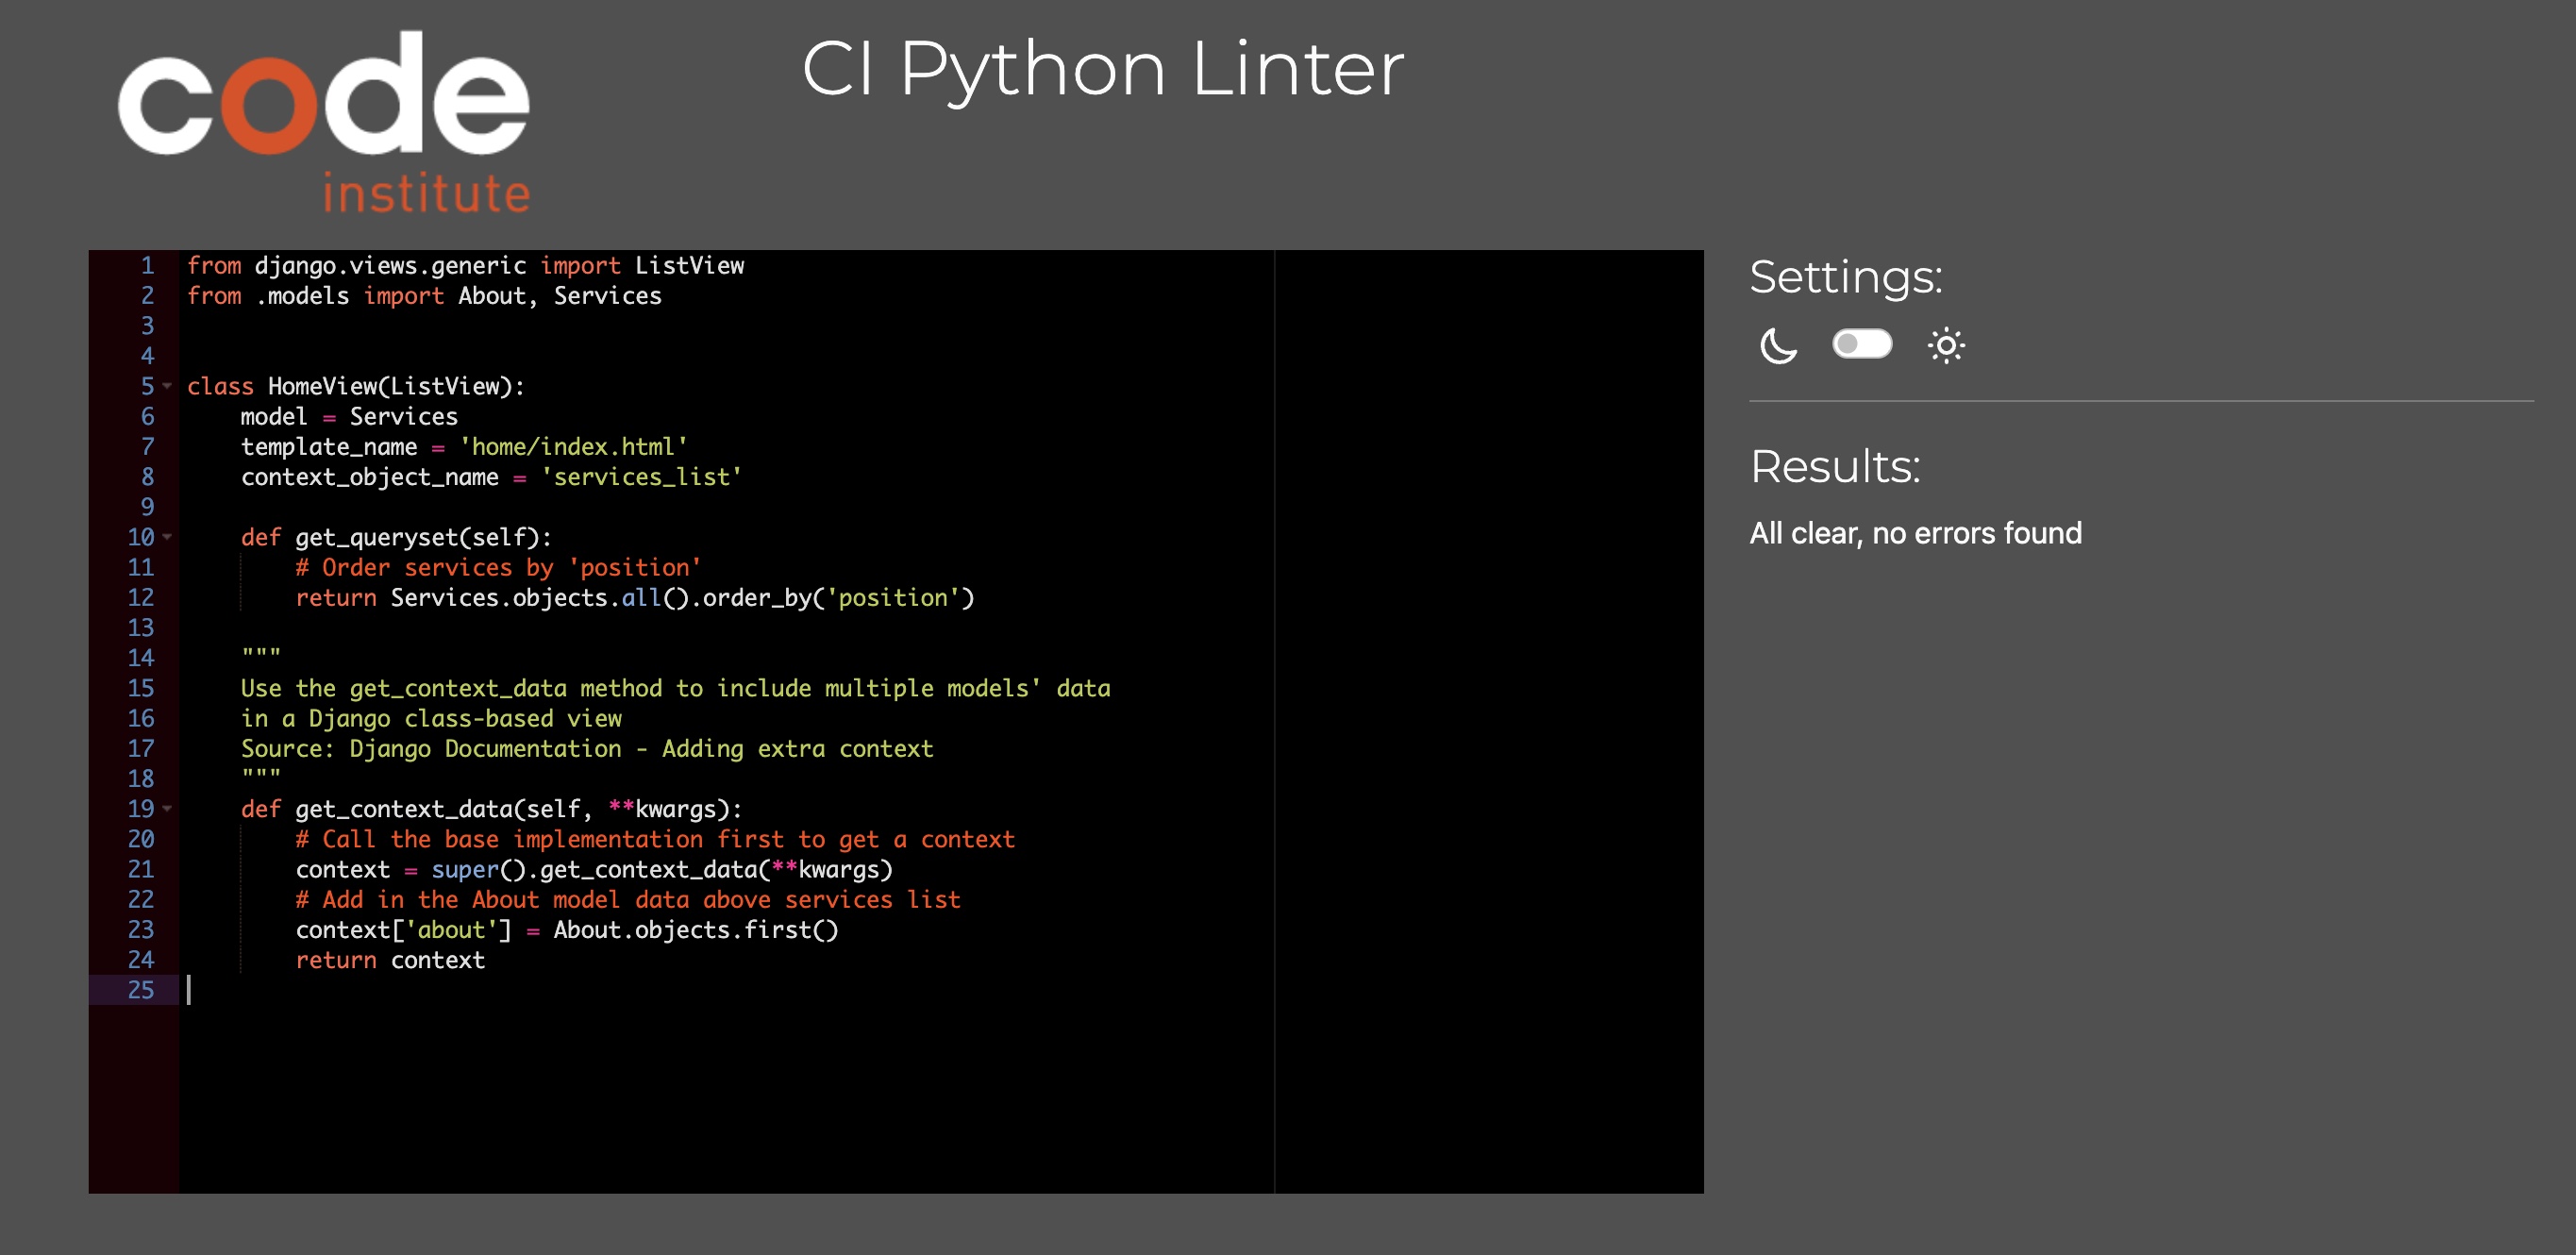 code
institute
CI Python Linter
1 from django.views.generic import ListView
2 from .models import About, Services
3
4
5 class HomeView(ListView):
6     model = Services
7     template_name = 'home/index.html'
8     context_object_name = 'services_list'
9
10     def get_queryset(self):
11         # Order services by 'position'
12         return Services.objects.all().order_by('position')
13
14     """
15     Use the get_context_data method to include multiple models' data
16     in a Django class-based view
17     Source: Django Documentation - Adding extra context
18     """
19     def get_context_data(self, **kwargs):
20         # Call the base implementation first to get a context
21         context = super().get_context_data(**kwargs)
22         # Add in the About model data above services list
23         context['about'] = About.objects.first()
24         return context
25
Settings:
Results:
All clear, no errors found